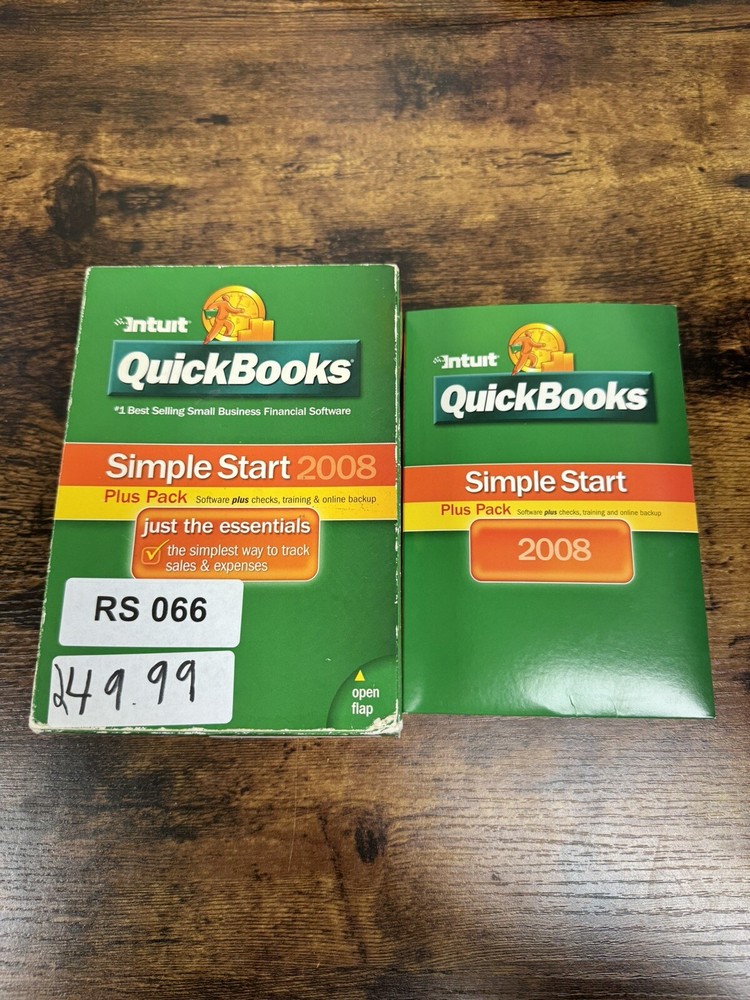 Intuit®
QuickBooks®
#1 Best Selling Small Business Financial Software
Simple Start 2008
Plus Pack Software plus checks, training & online backup
just the essentials
the simplest way to track
sales & expenses
RS 066
249.99
open
flap
Intuit®
QuickBooks®
Simple Start
Plus Pack Software plus checks, training and online backup
2008